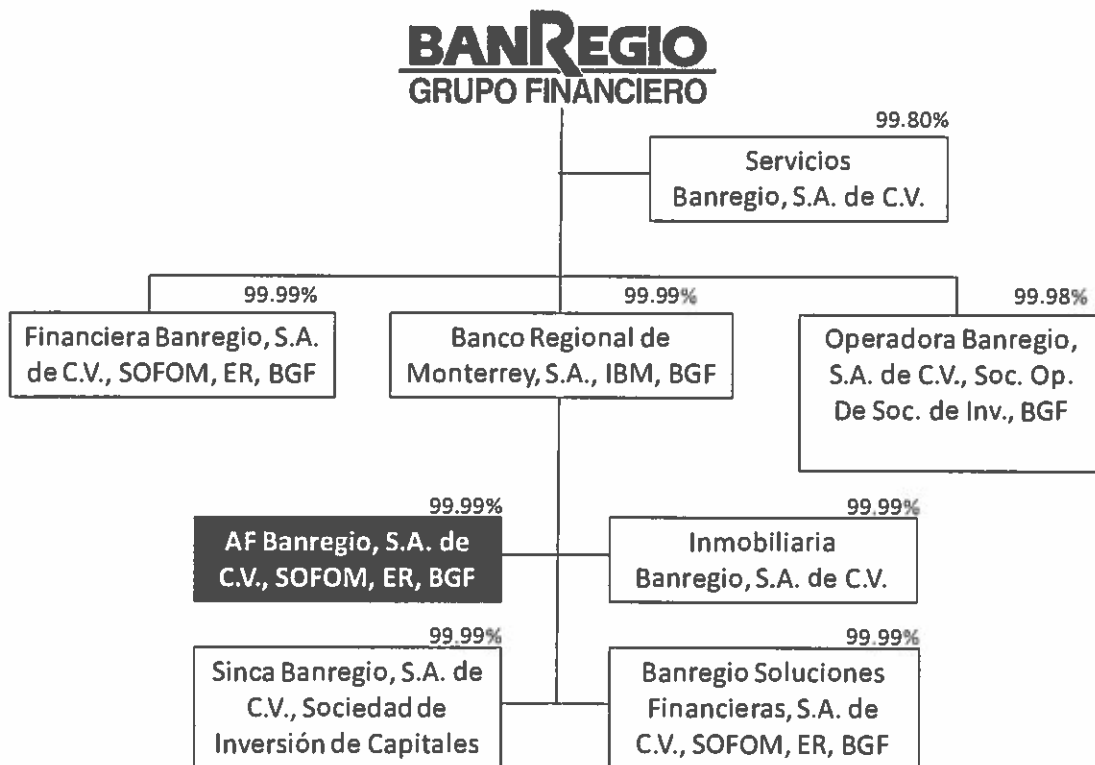 BANREGIO
GRUPO FINANCIERO
99.80%
Servicios
Banregio, S.A. de C.V.
99.99%
Financiera Banregio, S.A.
de C.V., SOFOM, ER, BGF
99.99%
Banco Regional de
Monterrey, S.A., IBM, BGF
99.98%
Operadora Banregio,
S.A. de C.V., Soc. Op.
De Soc. de Inv., BGF
99.99%
AF Banregio, S.A. de
C.V., SOFOM, ER, BGF
99.99%
Inmobiliaria
Banregio, S.A. de C.V.
99.99%
Sinca Banregio, S.A. de
C.V., Sociedad de
Inversión de Capitales
99.99%
Banregio Soluciones
Financieras, S.A. de
C.V., SOFOM, ER, BGF